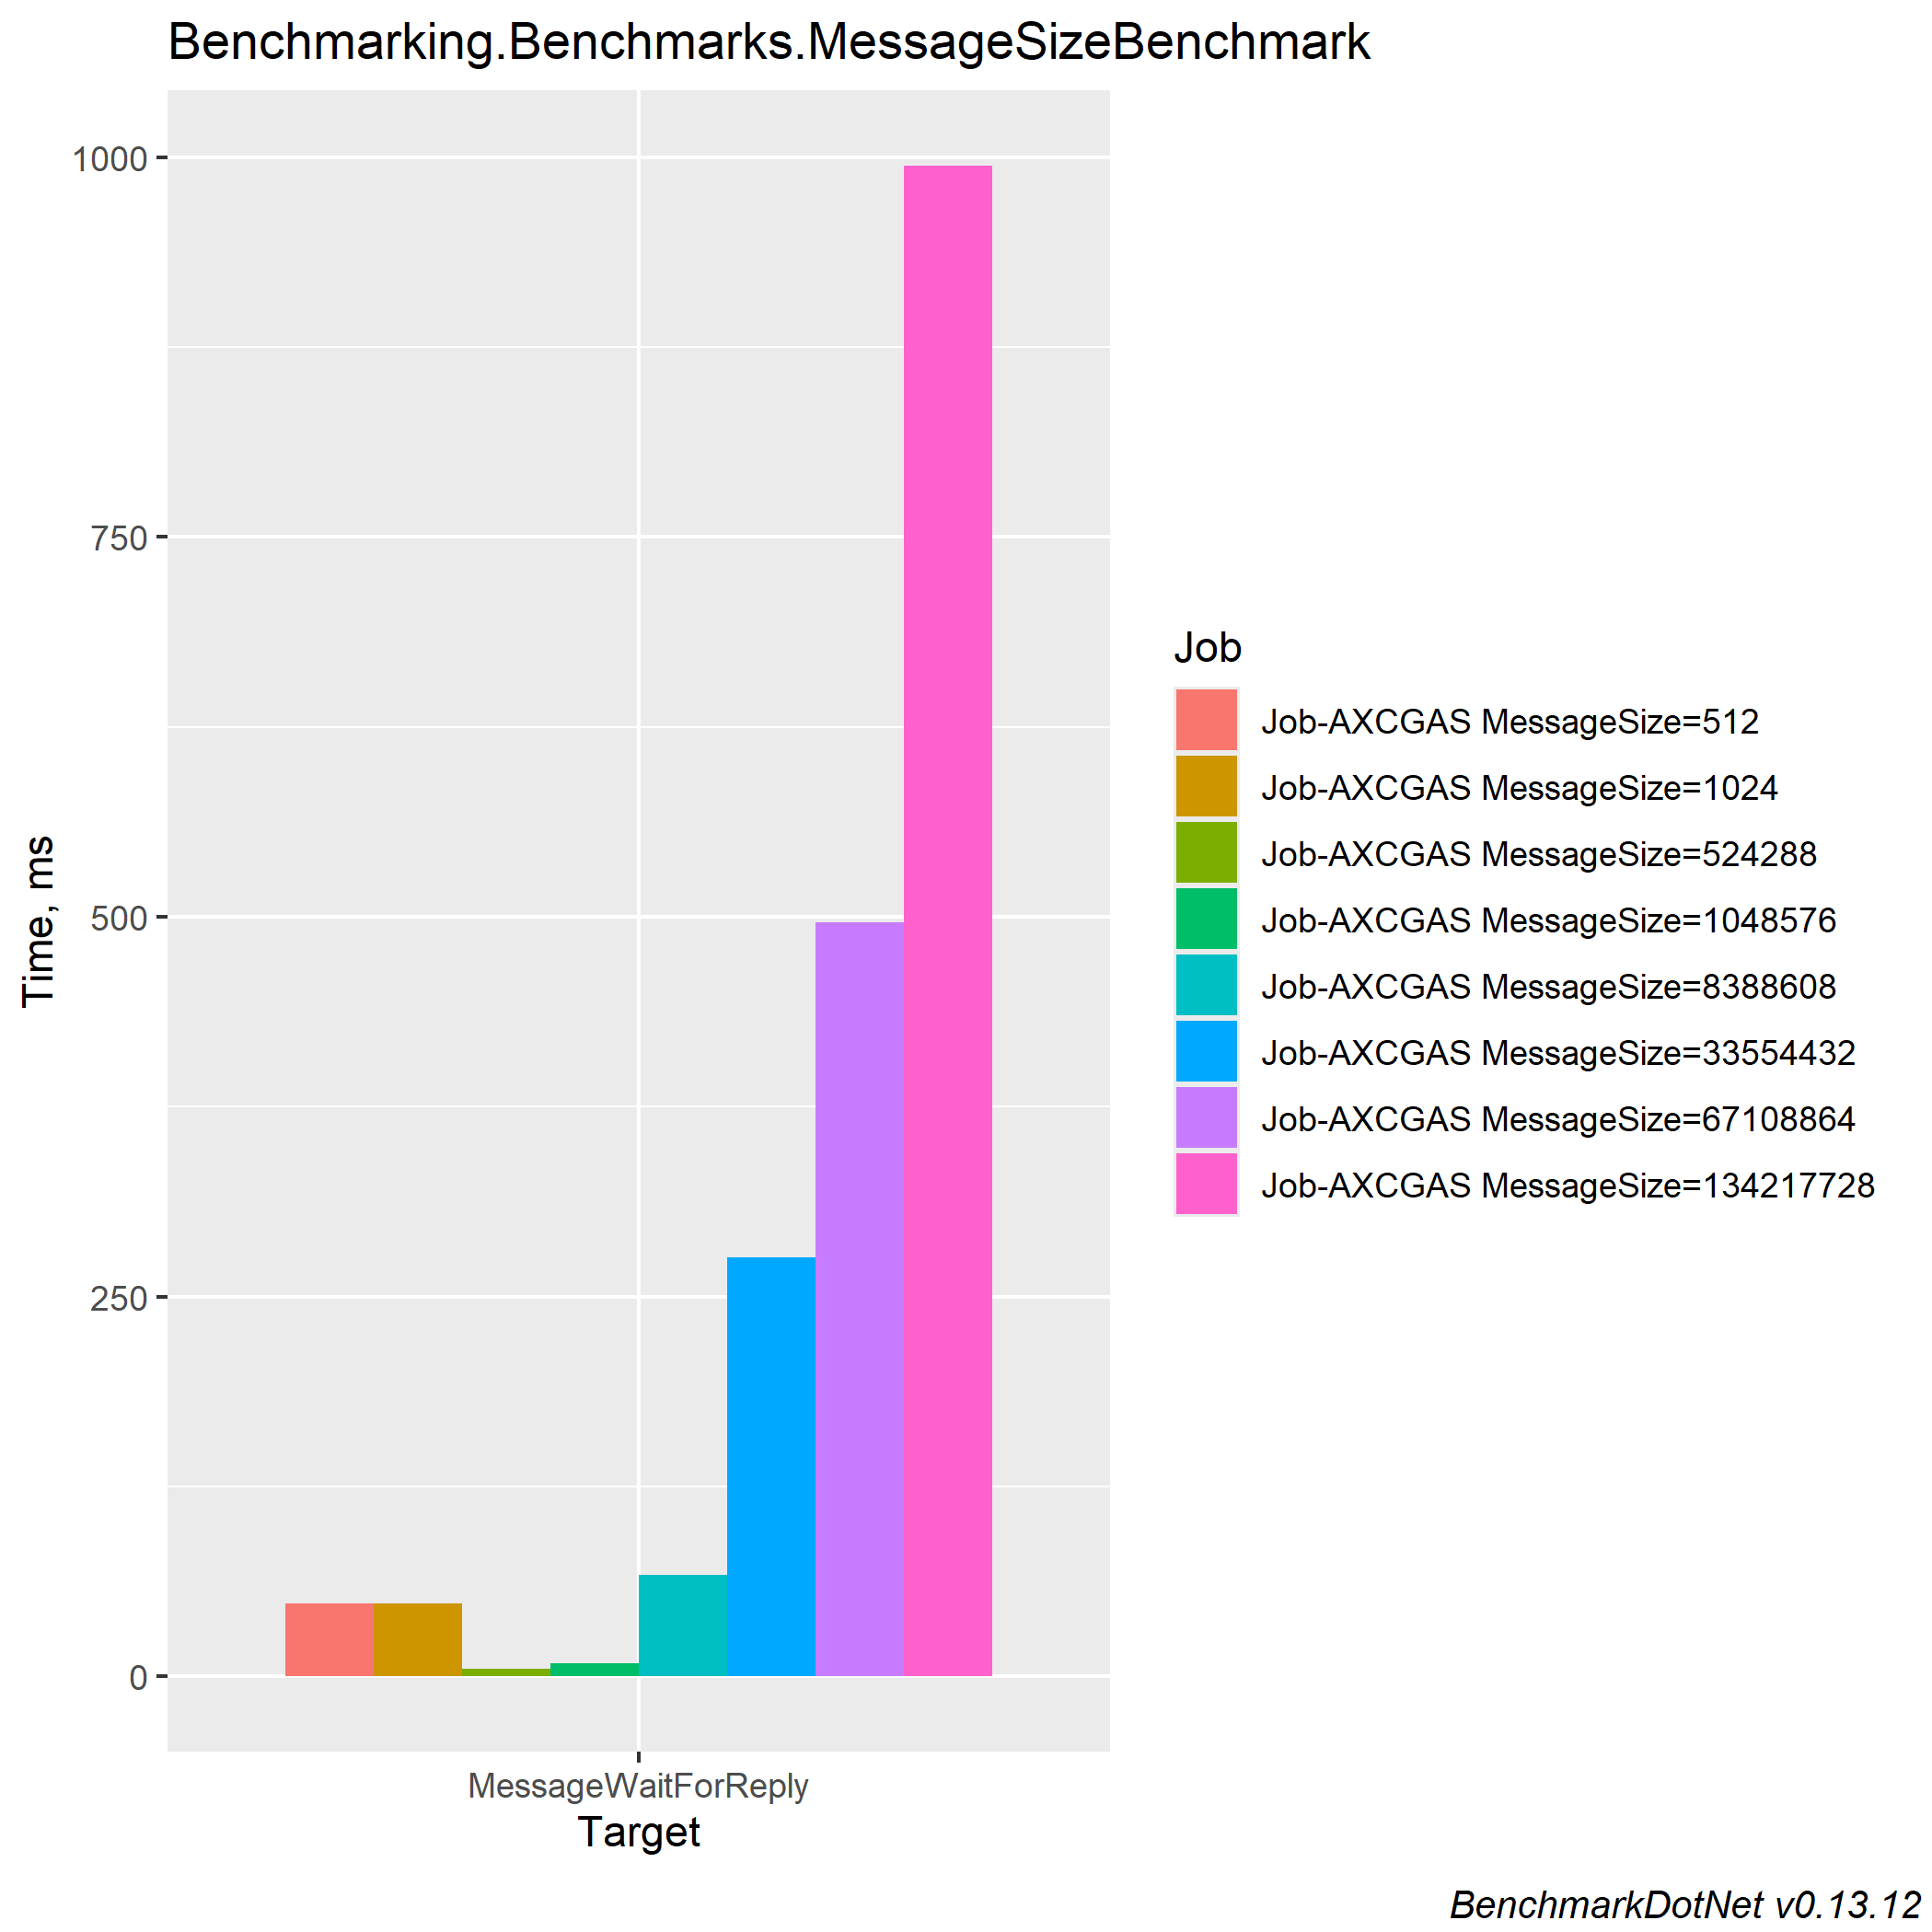 Benchmarking.Benchmarks.MessageSizeBenchmark
1000
750
500
250
0
Time, ms
MessageWaitForReply
Target
Job
Job-AXCGAS MessageSize=512
Job-AXCGAS MessageSize=1024
Job-AXCGAS MessageSize=524288
Job-AXCGAS MessageSize=1048576
Job-AXCGAS MessageSize=8388608
Job-AXCGAS MessageSize=33554432
Job-AXCGAS MessageSize=67108864
Job-AXCGAS MessageSize=134217728
BenchmarkDotNet v0.13.12